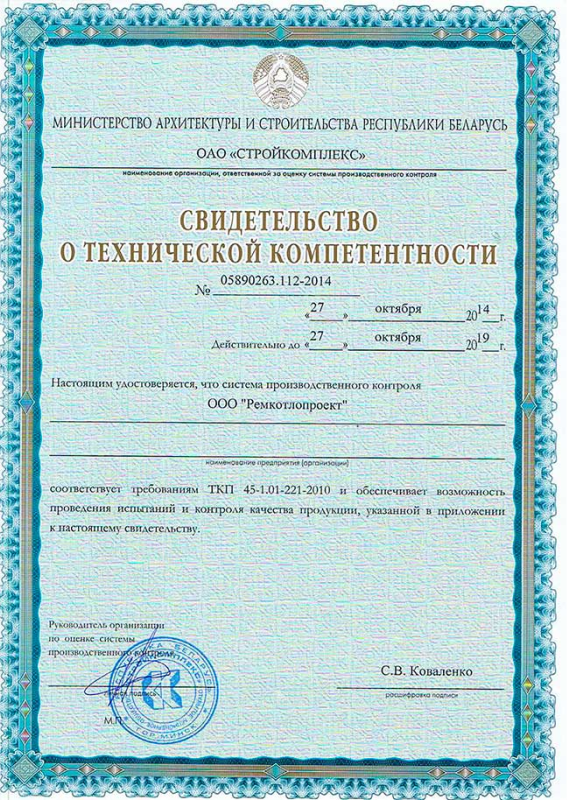 МИНИСТЕРСТВО АРХИТЕКТУРЫ И СТРОИТЕЛЬСТВА РЕСПУБЛИКИ БЕЛАРУСЬ
ОАО «СТРОЙКОМПЛЕКС»
наименование организации, ответственной за оценку системы производственного контроля
СВИДЕТЕЛЬСТВО
О ТЕХНИЧЕСКОЙ КОМПЕТЕНТНОСТИ
№ 05890263.112-2014
«27» октября 2014 г.
Действительно до «27» октября 2019 г.
Настоящим удостоверяется, что система производственного контроля
ООО "Ремкотлопроект"
наименование предприятия (организации)
соответствует требованиям ТКП 45-1.01-221-2010 и обеспечивает возможность
проведения испытаний и контроля качества продукции, указанной в приложении
к настоящему свидетельству.
Руководитель организации
по оценке системы
производственного контроля
С.В. Коваленко
подпись
расшифровка подписи
М.П.